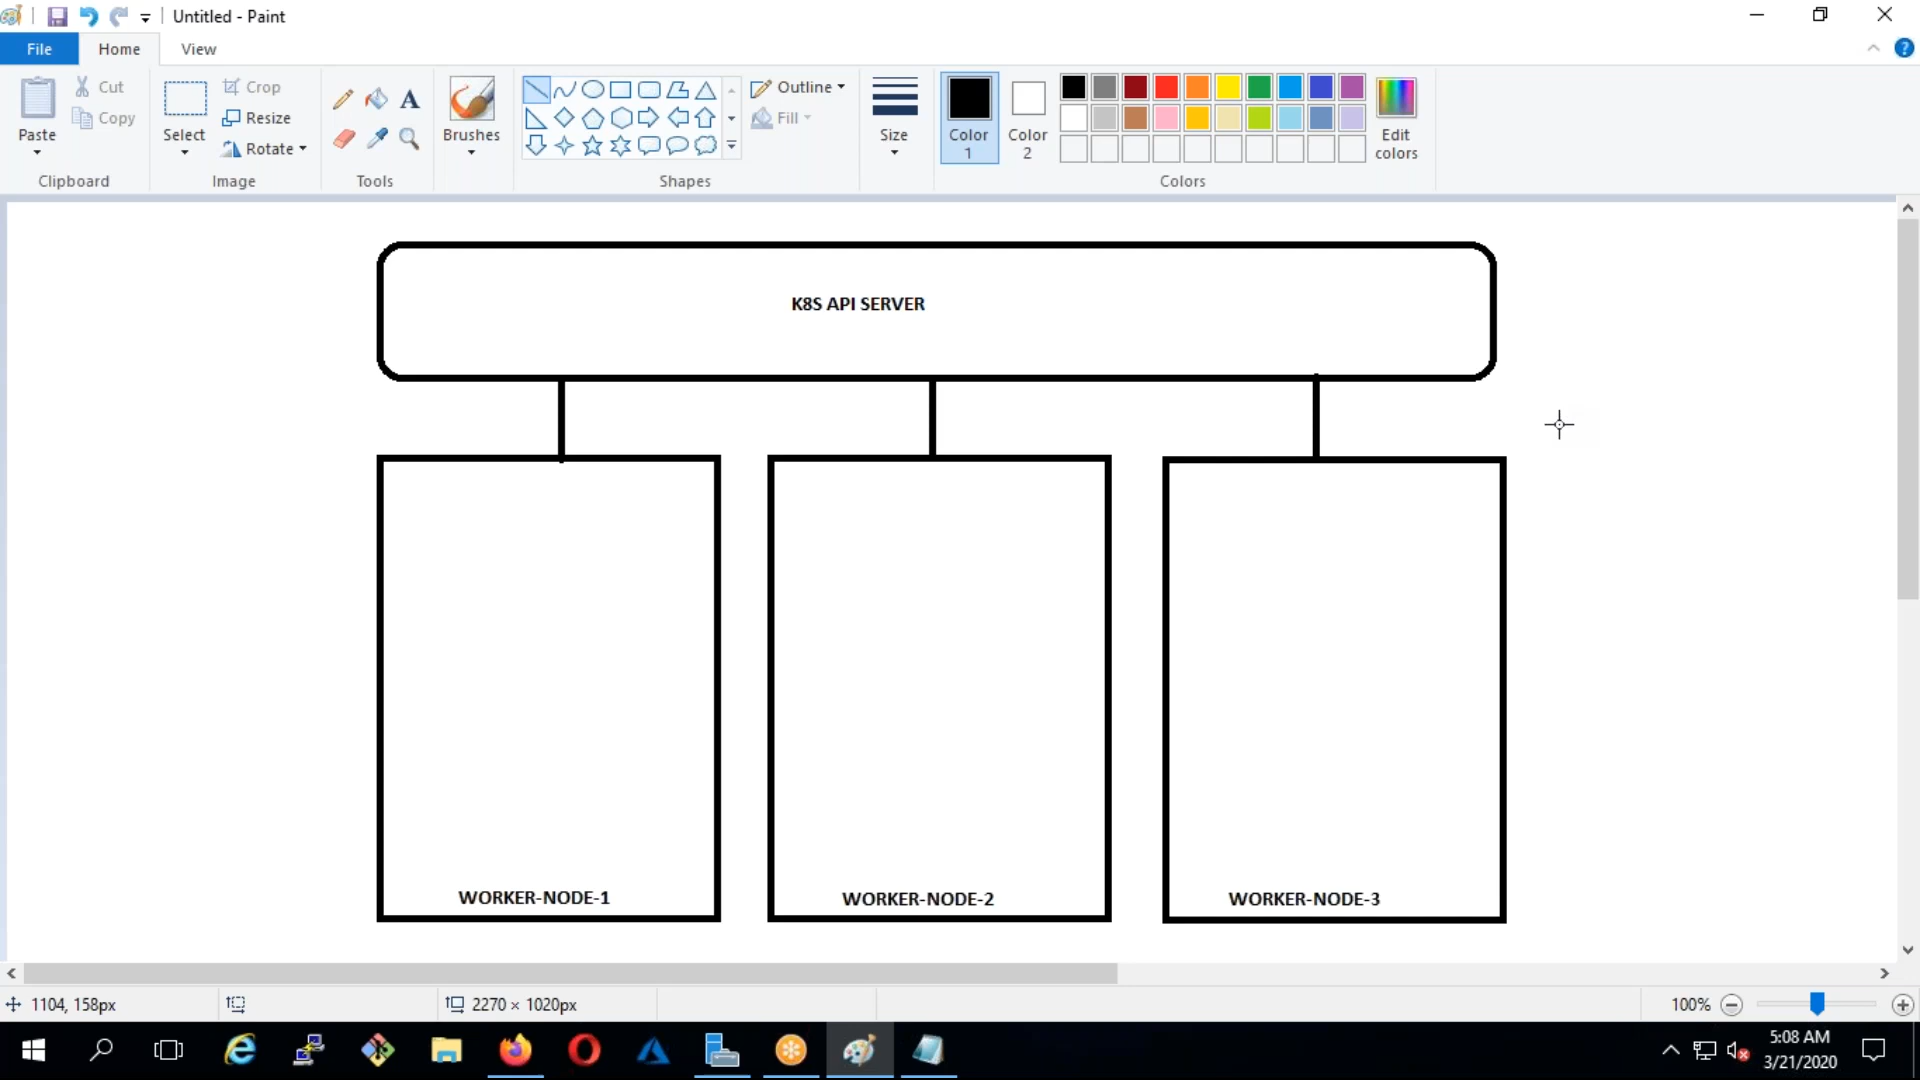 Untitled - Paint
File Home View
Paste
Cut
Copy
Clipboard
Select
Crop
Resize
Rotate
Image
Tools
Brushes
Shapes
Outline
Fill
Size
Color 1
Color 2
Edit colors
Colors
K8S API SERVER
WORKER-NODE-1
WORKER-NODE-2
WORKER-NODE-3
1104, 158px
2270 × 1020px
100%
5:08 AM
3/21/2020